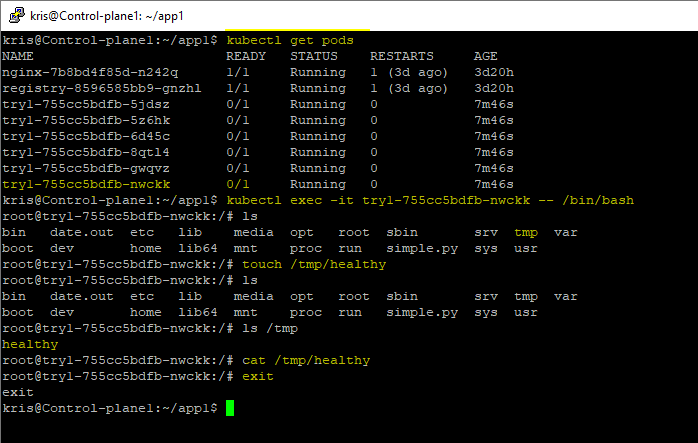 kris@Control-plane1: ~/app1
kris@Control-plane1:~/app1$ kubectl get pods
NAME                        READY   STATUS    RESTARTS     AGE
nginx-7b8bd4f85d-n242q      1/1     Running   1 (3d ago)   3d20h
registry-8596585bb9-gnzhl   1/1     Running   1 (3d ago)   3d20h
try1-755cc5bdfb-5jdsz       0/1     Running   0            7m46s
try1-755cc5bdfb-5z6hk       0/1     Running   0            7m46s
try1-755cc5bdfb-6d45c       0/1     Running   0            7m46s
try1-755cc5bdfb-8qtl4       0/1     Running   0            7m46s
try1-755cc5bdfb-gwqvz       0/1     Running   0            7m46s
try1-755cc5bdfb-nwckk       0/1     Running   0            7m46s
kris@Control-plane1:~/app1$ kubectl exec -it try1-755cc5bdfb-nwckk -- /bin/bash
root@try1-755cc5bdfb-nwckk:/# ls
bin   date.out  etc   lib    media  opt   root  sbin       srv  tmp  var
boot  dev       home  lib64  mnt    proc  run   simple.py  sys  usr
root@try1-755cc5bdfb-nwckk:/# touch /tmp/healthy
root@try1-755cc5bdfb-nwckk:/# ls
bin   date.out  etc   lib    media  opt   root  sbin       srv  tmp  var
boot  dev       home  lib64  mnt    proc  run   simple.py  sys  usr
root@try1-755cc5bdfb-nwckk:/# ls /tmp
healthy
root@try1-755cc5bdfb-nwckk:/# cat /tmp/healthy
root@try1-755cc5bdfb-nwckk:/# exit
exit
kris@Control-plane1:~/app1$